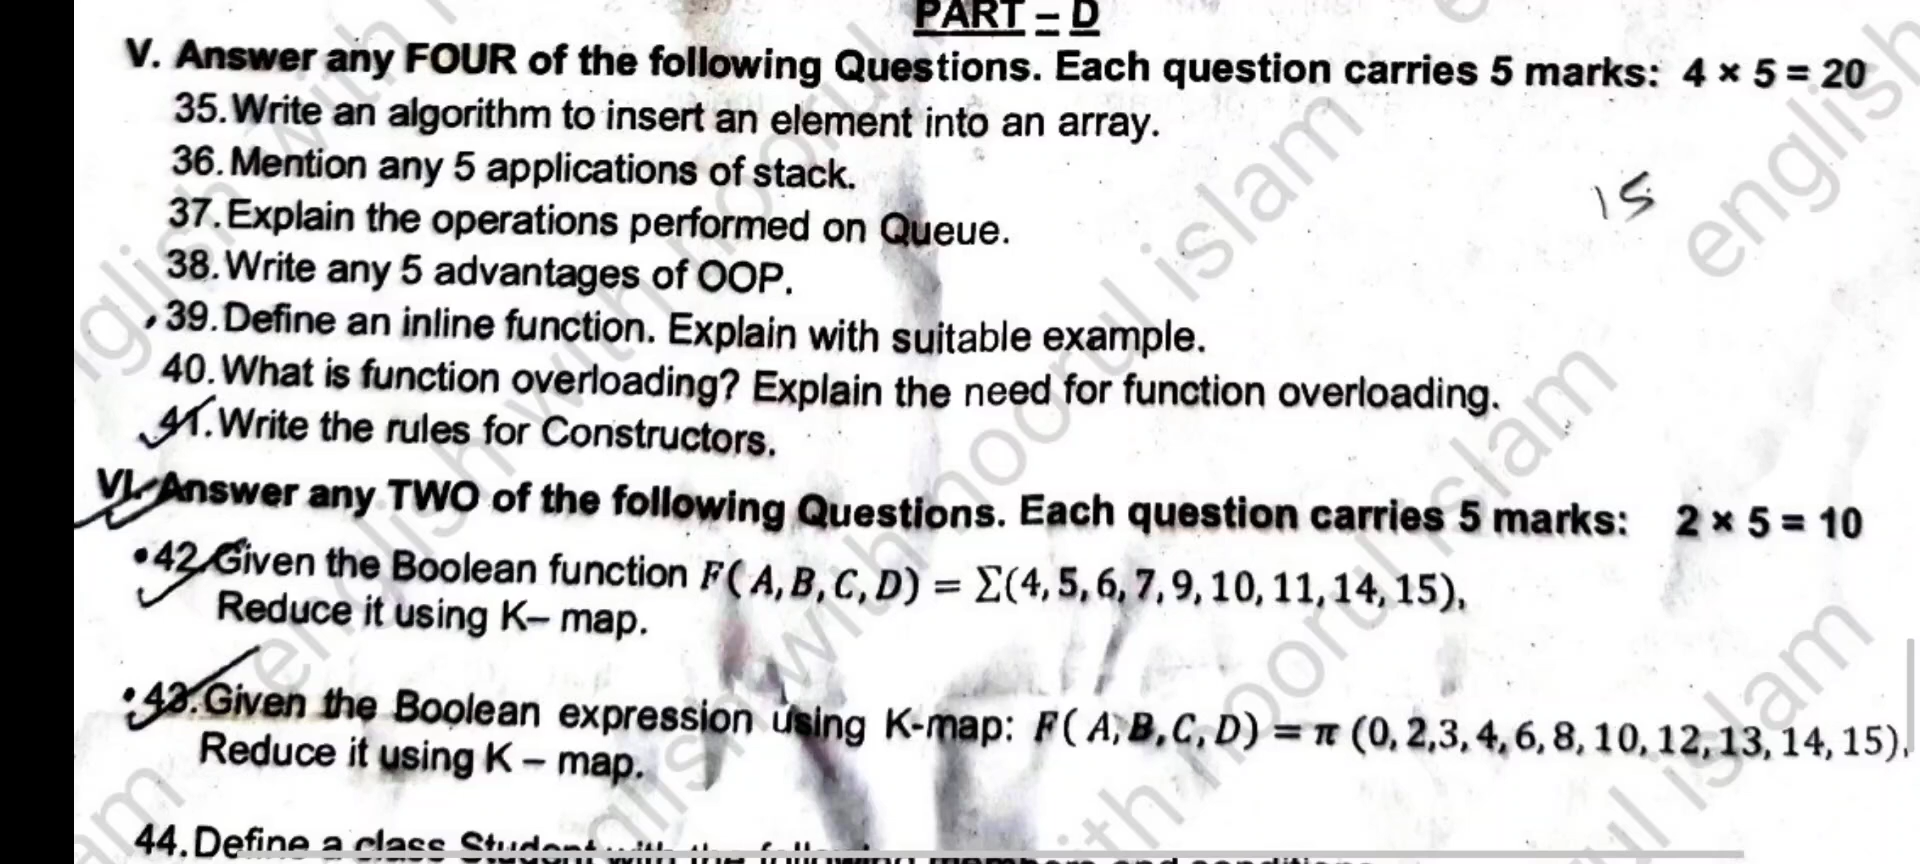 PART – D
V. Answer any FOUR of the following Questions. Each question carries 5 marks: 4 × 5 = 20
35. Write an algorithm to insert an element into an array.
36. Mention any 5 applications of stack.
15
37. Explain the operations performed on Queue.
38. Write any 5 advantages of OOP.
39. Define an inline function. Explain with suitable example.
40. What is function overloading? Explain the need for function overloading.
41. Write the rules for Constructors.
VI. Answer any TWO of the following Questions. Each question carries 5 marks: 2 × 5 = 10
42. Given the Boolean function F( A, B, C, D) = Σ(4, 5, 6, 7, 9, 10, 11, 14, 15),
Reduce it using K– map.
43. Given the Boolean expression using K-map: F( A, B, C, D) = π (0, 2,3, 4, 6, 8, 10, 12, 13, 14, 15),
Reduce it using K – map.
44. Define a class Student with the following members and
english with noorul islam